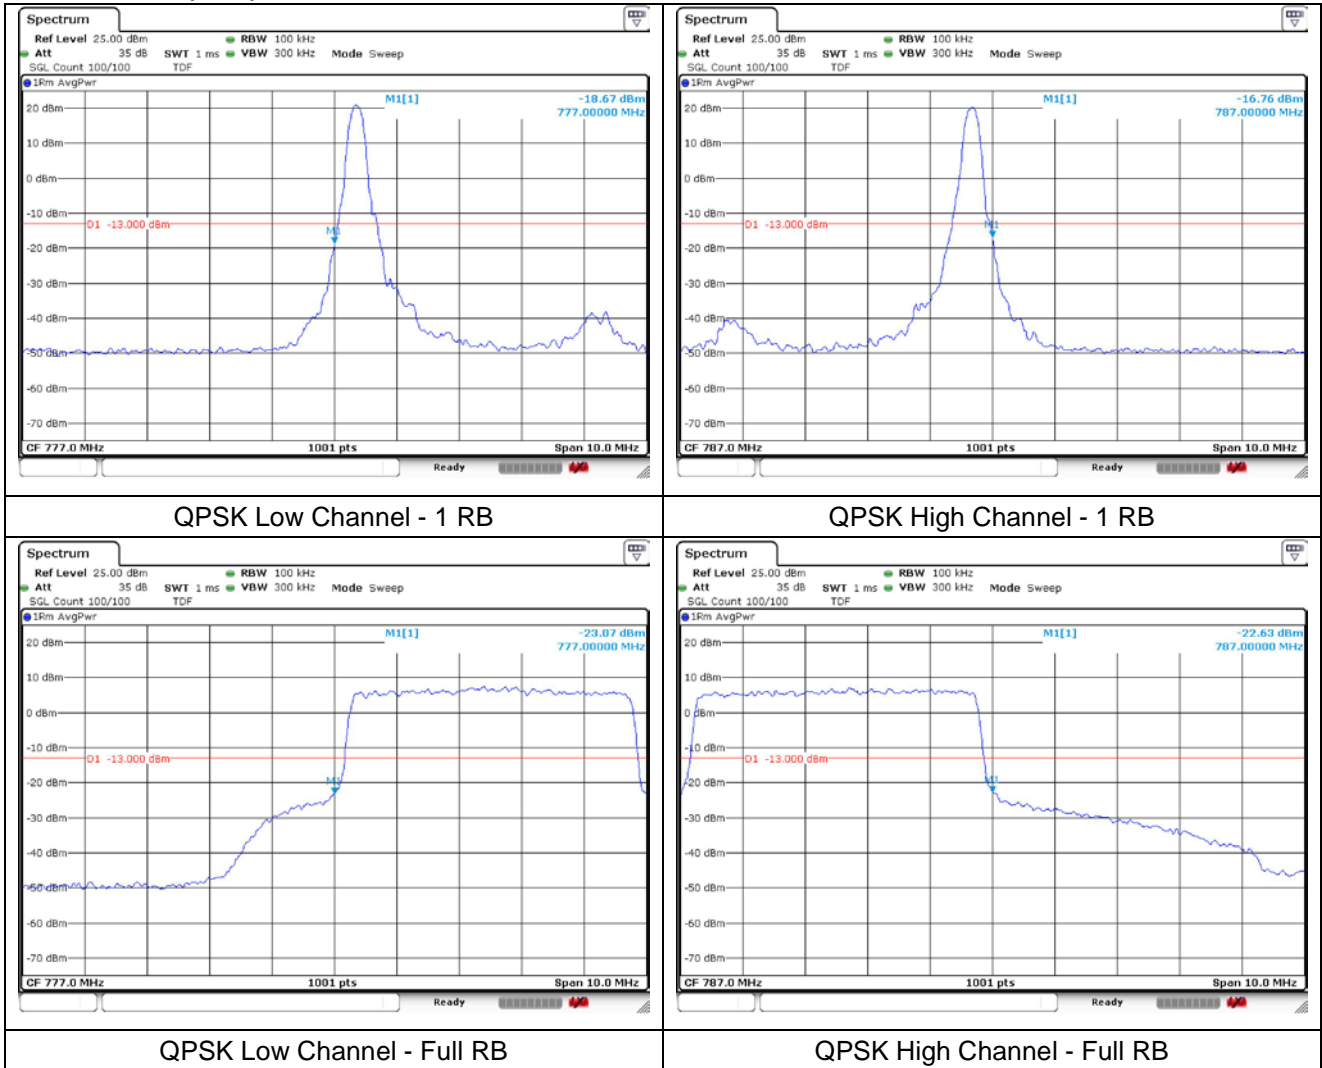 Spectrum
Ref Level 25.00 dBm RBW 100 kHz
Att 35 dB SWT 1 ms VBW 300 kHz Mode Sweep
SGL Count 100/100 TDF
1Rm AvgPwr
M1[1] -18.67 dBm
777.00000 MHz
20 dBm
10 dBm
0 dBm
-10 dBm
D1 -13.000 dBm
M1
-20 dBm
-30 dBm
-40 dBm
-50 dBm
-60 dBm
-70 dBm
CF 777.0 MHz 1001 pts Span 10.0 MHz
Ready
QPSK Low Channel - 1 RB
Spectrum
Ref Level 25.00 dBm RBW 100 kHz
Att 35 dB SWT 1 ms VBW 300 kHz Mode Sweep
SGL Count 100/100 TDF
1Rm AvgPwr
M1[1] -16.76 dBm
787.00000 MHz
20 dBm
10 dBm
0 dBm
-10 dBm
D1 -13.000 dBm
M1
-20 dBm
-30 dBm
-40 dBm
-50 dBm
-60 dBm
-70 dBm
CF 787.0 MHz 1001 pts Span 10.0 MHz
Ready
QPSK High Channel - 1 RB
Spectrum
Ref Level 25.00 dBm RBW 100 kHz
Att 35 dB SWT 1 ms VBW 300 kHz Mode Sweep
SGL Count 100/100 TDF
1Rm AvgPwr
M1[1] -23.07 dBm
777.00000 MHz
20 dBm
10 dBm
0 dBm
-10 dBm
D1 -13.000 dBm
M1
-20 dBm
-30 dBm
-40 dBm
-50 dBm
-60 dBm
-70 dBm
CF 777.0 MHz 1001 pts Span 10.0 MHz
Ready
QPSK Low Channel - Full RB
Spectrum
Ref Level 25.00 dBm RBW 100 kHz
Att 35 dB SWT 1 ms VBW 300 kHz Mode Sweep
SGL Count 100/100 TDF
1Rm AvgPwr
M1[1] -22.63 dBm
787.00000 MHz
20 dBm
10 dBm
0 dBm
-10 dBm
D1 -13.000 dBm
M1
-20 dBm
-30 dBm
-40 dBm
-50 dBm
-60 dBm
-70 dBm
CF 787.0 MHz 1001 pts Span 10.0 MHz
Ready
QPSK High Channel - Full RB